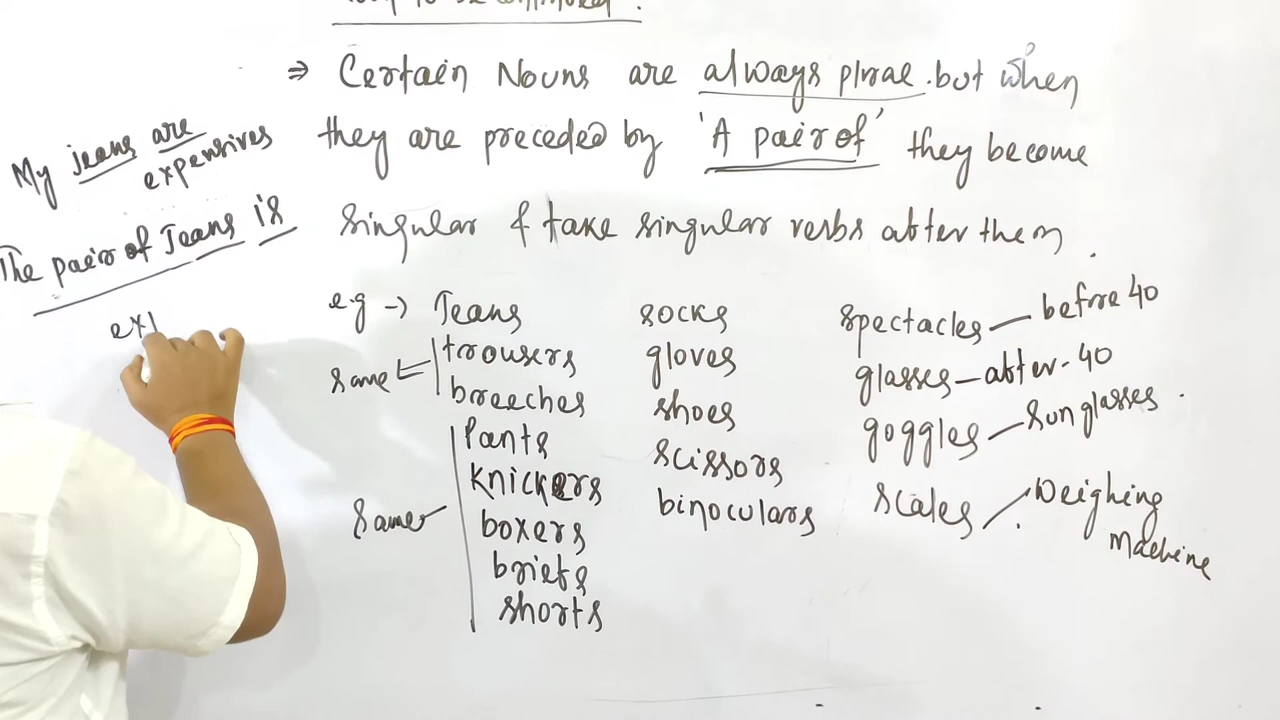 ⇒ Certain Nouns are always plural. but when
they are preceded by 'A pair of' they become
singular & take singular verbs after them.
My jeans are
expensives
The pair of Jeans is
exp
e.g → Jeans socks spectacles — before 40
same trousers gloves glasses — after - 40
breeches shoes goggles — sunglasses.
Pants scissors scales — Weighing
Machine
knickers binoculars
same boxers
briefs
shorts